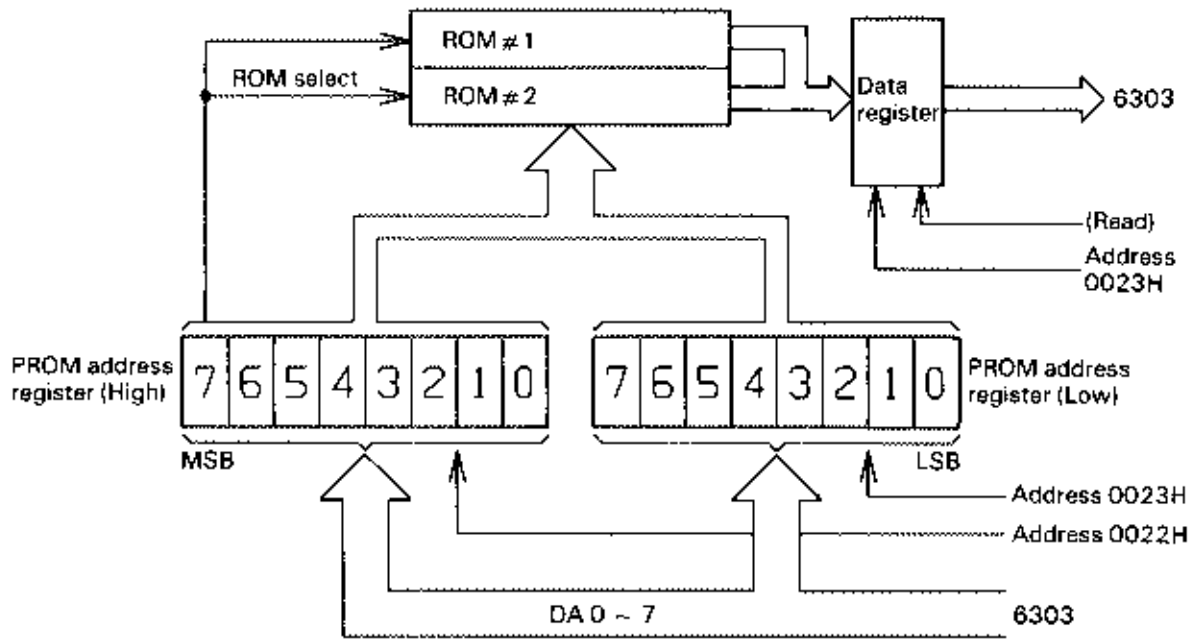 ROM # 1
ROM select
ROM # 2
Data
register
6303
(Read)
Address
0023H
PROM address
register (High)
7 6 5 4 3 2 1 0
7 6 5 4 3 2 1 0
PROM address
register (Low)
MSB
LSB
Address 0023H
Address 0022H
DA 0 ~ 7
6303